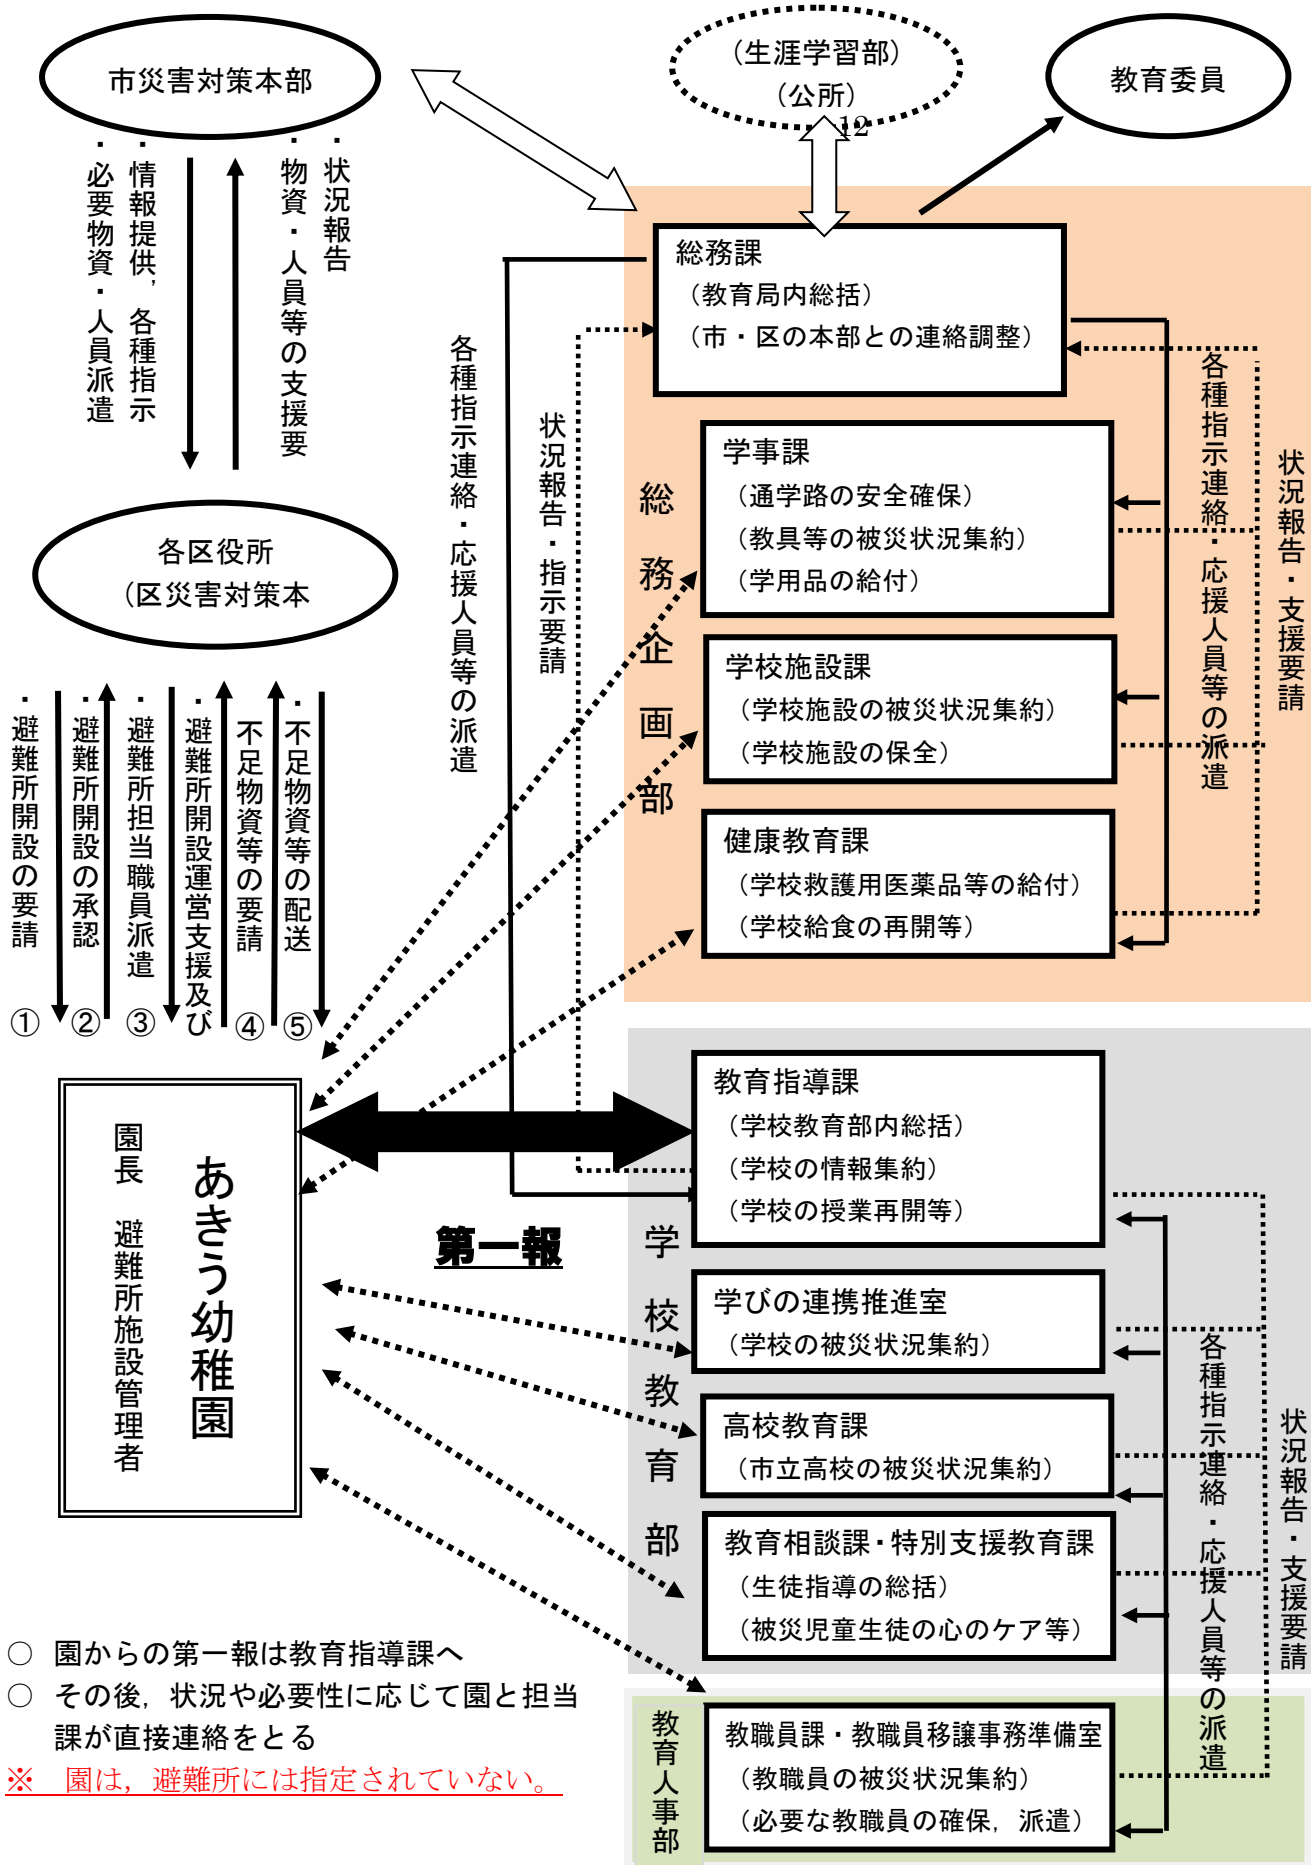 市災害対策本部
(生涯学習部)
(公所)
12
教育委員
・状況報告
・物資・人員等の支援要
・情報提供,各種指示
・必要物資・人員派遣
総務課
(教育局内総括)
(市・区の本部との連絡調整)
各種指示連絡・応援人員等の派遣
状況報告・指示要請
総務企画部
学事課
(通学路の安全確保)
(教具等の被災状況集約)
(学用品の給付)
各種指示連絡・応援人員等の派遣
状況報告・支援要請
各区役所
(区災害対策本
学校施設課
(学校施設の被災状況集約)
(学校施設の保全)
健康教育課
(学校救護用医薬品等の給付)
(学校給食の再開等)
・避難所開設の要請
・避難所開設の承認
・避難所担当職員派遣
・避難所開設運営支援及び
不足物資等の要請
・不足物資等の配送
① ② ③ ④ ⑤
あきう幼稚園
園長 避難所施設管理者
第一報
学校教育部
教育指導課
(学校教育部内総括)
(学校の情報集約)
(学校の授業再開等)
学びの連携推進室
(学校の被災状況集約)
高校教育課
(市立高校の被災状況集約)
教育相談課・特別支援教育課
(生徒指導の総括)
(被災児童生徒の心のケア等)
各種指示連絡・応援人員等の派遣
状況報告・支援要請
教育人事部
教職員課・教職員移譲事務準備室
(教職員の被災状況集約)
(必要な教職員の確保,派遣)
○ 園からの第一報は教育指導課へ
○ その後,状況や必要性に応じて園と担当
課が直接連絡をとる
※ 園は,避難所には指定されていない。